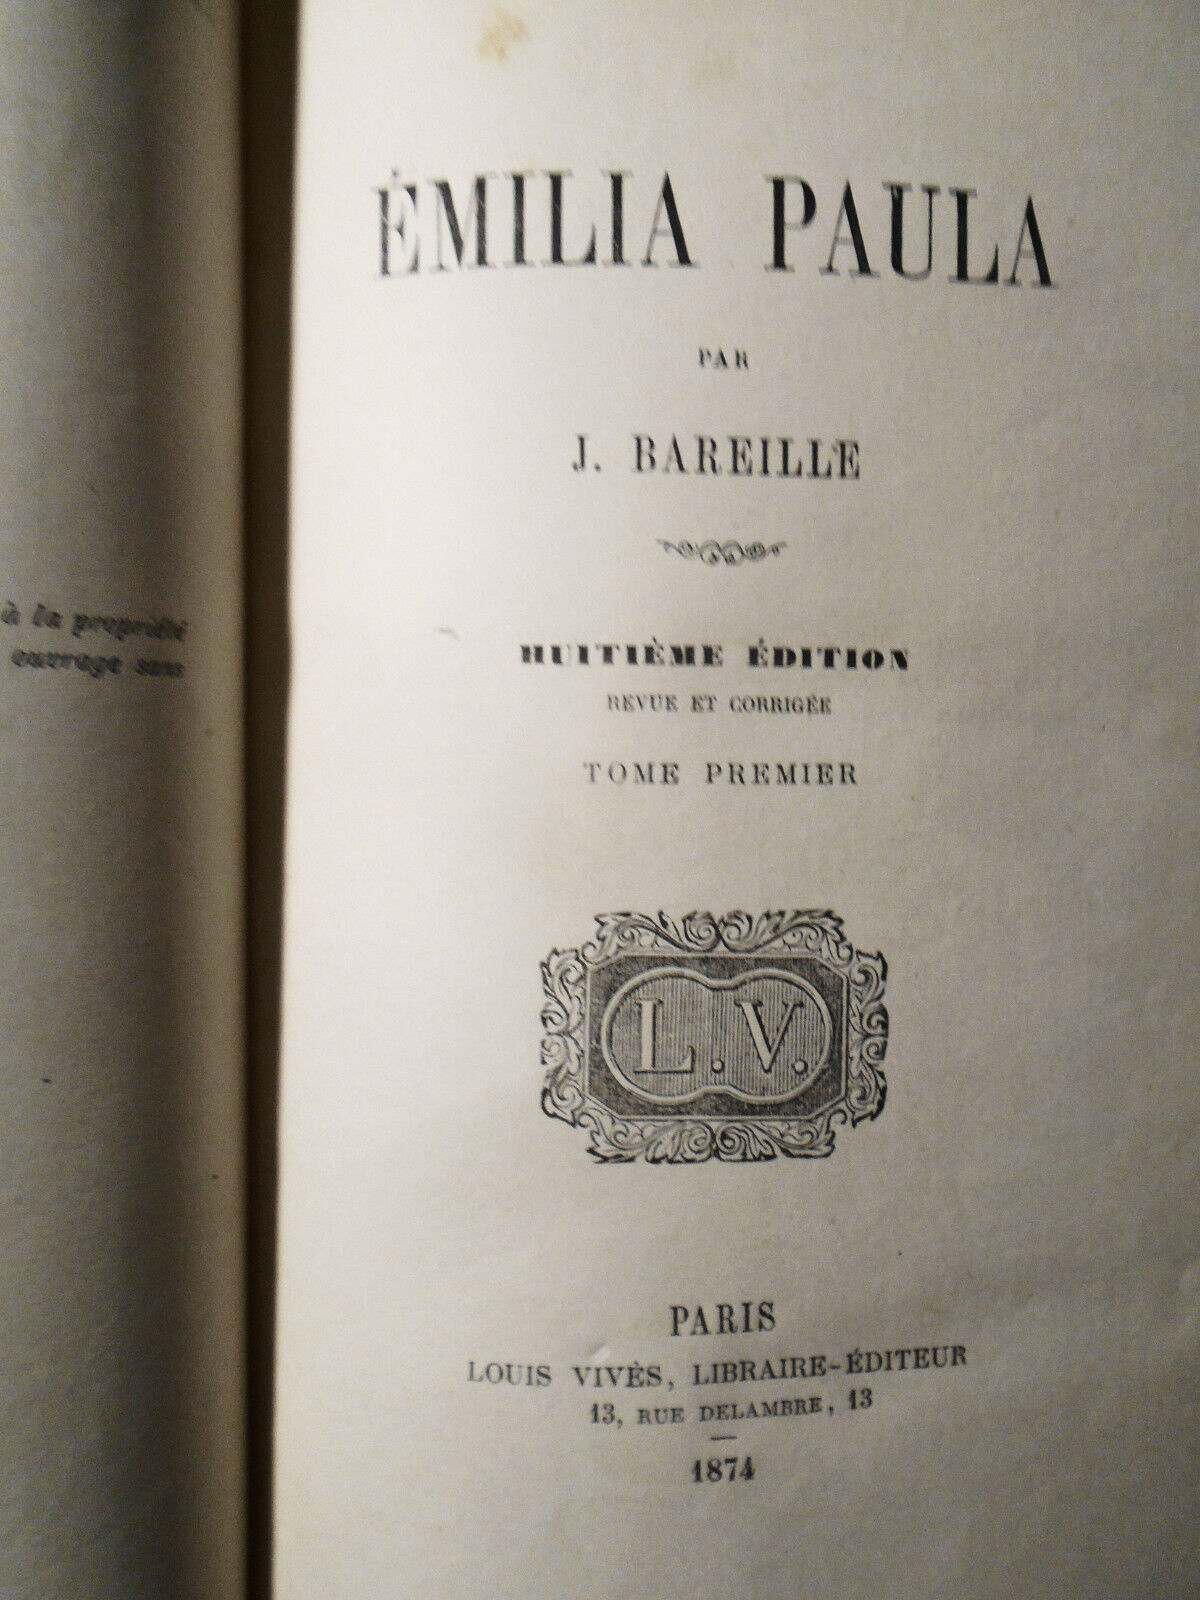 à la propriété
ouvrage sans
ÉMILIA PAULA
PAR
J. BAREILLE
HUITIÈME ÉDITION
REVUE ET CORRIGÉE
TOME PREMIER
L. V.
PARIS
LOUIS VIVÈS, LIBRAIRE-ÉDITEUR
13, RUE DELAMBRE, 13
1874